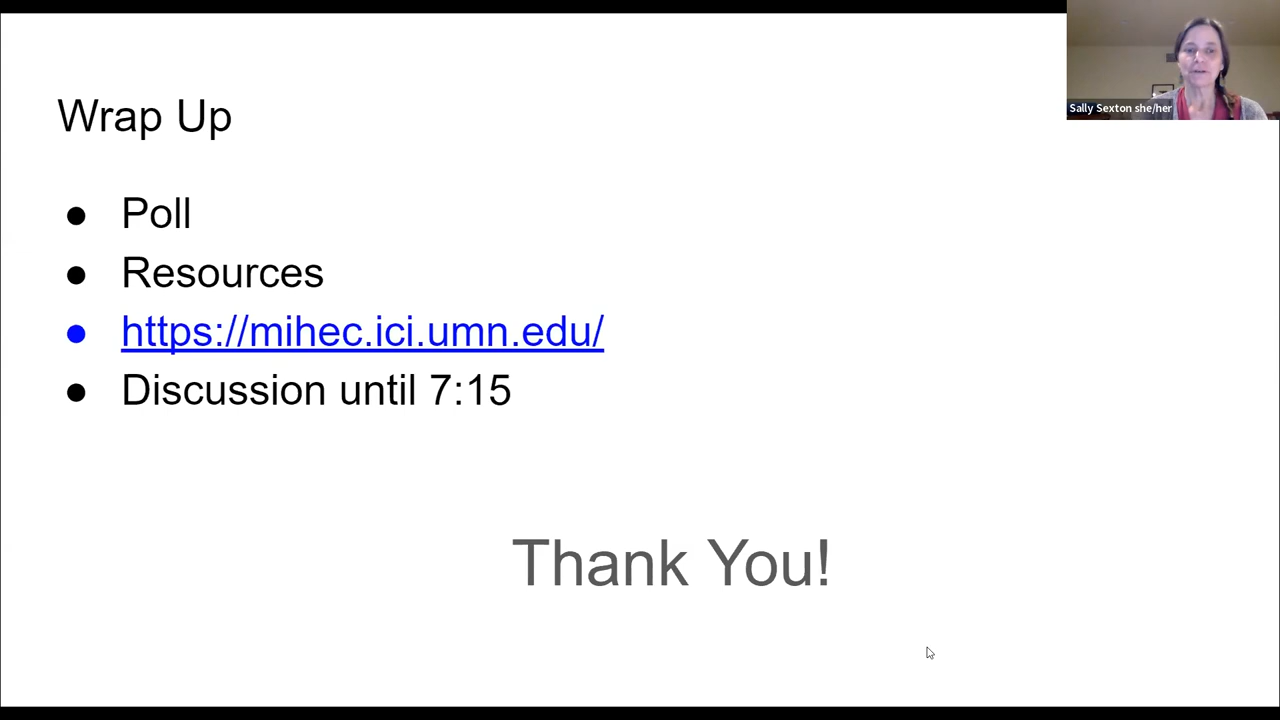 Sally Sexton she/her
Wrap Up
● Poll
● Resources
● https://mihec.ici.umn.edu/
● Discussion until 7:15
Thank You!